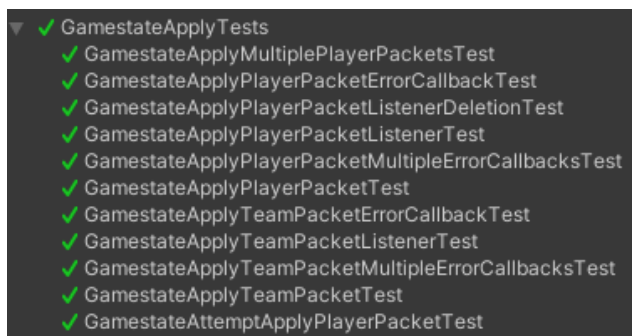 GamestateApplyTests
GamestateApplyMultiplePlayerPacketsTest
GamestateApplyPlayerPacketErrorCallbackTest
GamestateApplyPlayerPacketListenerDeletionTest
GamestateApplyPlayerPacketListenerTest
GamestateApplyPlayerPacketMultipleErrorCallbacksTest
GamestateApplyPlayerPacketTest
GamestateApplyTeamPacketErrorCallbackTest
GamestateApplyTeamPacketListenerTest
GamestateApplyTeamPacketMultipleErrorCallbacksTest
GamestateApplyTeamPacketTest
GamestateAttemptApplyPlayerPacketTest